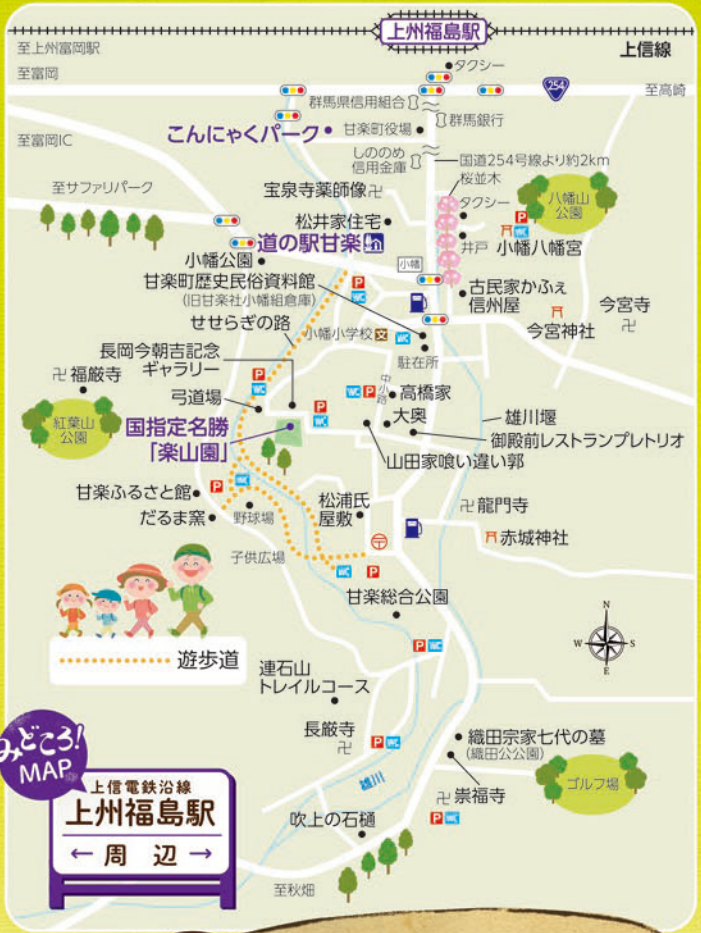 上州福島駅
至上州富岡駅
上信線
タクシー
至富岡
254
至高崎
群馬県信用組合
群馬銀行
こんにゃくパーク
甘楽町役場
至富岡IC
しののめ
信用金庫
国道254号線より約2km
桜並木
至サファリパーク
宝泉寺薬師像
タクシー
八幡山
公園
P
WC
松井家住宅
井戸
小幡八幡宮
道の駅甘楽
小幡公園
小幡
甘楽町歴史民俗資料館
(旧甘楽社小幡組倉庫)
P
WC
古民家かふぇ
信州屋
今宮寺
せせらぎの路
小幡小学校
文
WC
今宮神社
駐在所
長岡今朝吉記念
ギャラリー
福厳寺
P
WC
中小路
WC
P
高橋家
弓道場
P
WC
大奥
雄川堰
紅葉山
公園
国指定名勝
「楽山園」
御殿前レストランプレトリオ
山田家喰い違い郭
WC
P
甘楽ふるさと館
だるま窯
野球場
松浦氏
屋敷
龍門寺
赤城神社
子供広場
WC
P
甘楽総合公園
N
W
S
E
P
WC
遊歩道
連石山
トレイルコース
長厳寺
P
WC
織田宗家七代の墓
(織田公公園)
雄川
崇福寺
ゴルフ場
P
WC
吹上の石樋
至秋畑
みどころ!
MAP
上信電鉄沿線
上州福島駅
← 周 辺 →